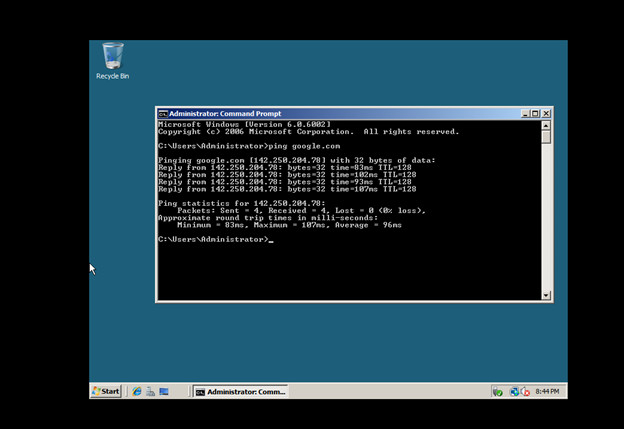 Recycle Bin
Administrator: Command Prompt
Microsoft Windows [Version 6.0.6002]
Copyright (c) 2006 Microsoft Corporation.  All rights reserved.
C:\Users\Administrator>ping google.com
Pinging google.com [142.250.204.78] with 32 bytes of data:
Reply from 142.250.204.78: bytes=32 time=83ms TTL=128
Reply from 142.250.204.78: bytes=32 time=102ms TTL=128
Reply from 142.250.204.78: bytes=32 time=93ms TTL=128
Reply from 142.250.204.78: bytes=32 time=107ms TTL=128
Ping statistics for 142.250.204.78:
    Packets: Sent = 4, Received = 4, Lost = 0 (0% loss),
Approximate round trip times in milli-seconds:
    Minimum = 83ms, Maximum = 107ms, Average = 96ms
C:\Users\Administrator>_
Start
Administrator: Comm...
8:44 PM